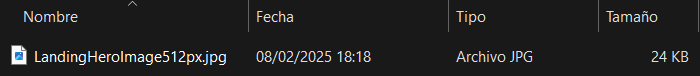 Nombre Fecha Tipo Tamaño
LandingHeroImage512px.jpg 08/02/2025 18:18 Archivo JPG 24 KB